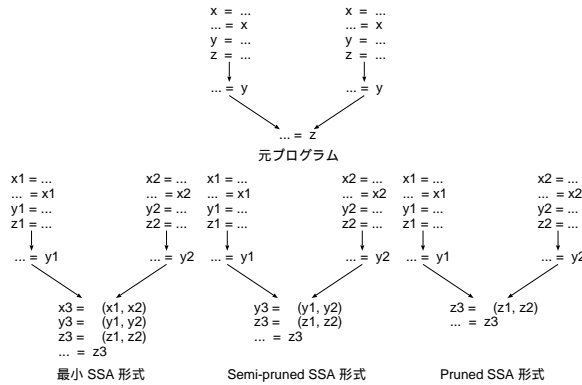 x = ...
... = x
y = ...
z = ...
... = y
x = ...
... = x
y = ...
z = ...
... = y
... = z
元プログラム
x1 = ...
... = x1
y1 = ...
z1 = ...
... = y1
x2 = ...
... = x2
y2 = ...
z2 = ...
... = y2
x3 = (x1, x2)
y3 = (y1, y2)
z3 = (z1, z2)
... = z3
最小 SSA 形式
x1 = ...
... = x1
y1 = ...
z1 = ...
... = y1
x2 = ...
... = x2
y2 = ...
z2 = ...
... = y2
y3 = (y1, y2)
z3 = (z1, z2)
... = z3
Semi-pruned SSA 形式
x1 = ...
... = x1
y1 = ...
z1 = ...
... = y1
x2 = ...
... = x2
y2 = ...
z2 = ...
... = y2
z3 = (z1, z2)
... = z3
Pruned SSA 形式